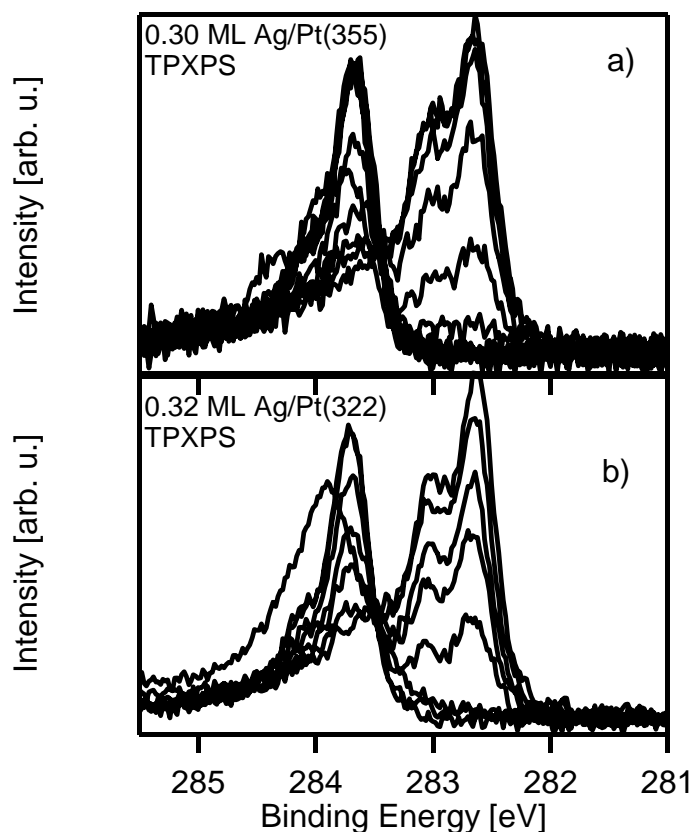 0.30 ML Ag/Pt(355)
TPXPS
a)
Intensity [arb. u.]
0.32 ML Ag/Pt(322)
TPXPS
b)
Intensity [arb. u.]
285 284 283 282 281
Binding Energy [eV]